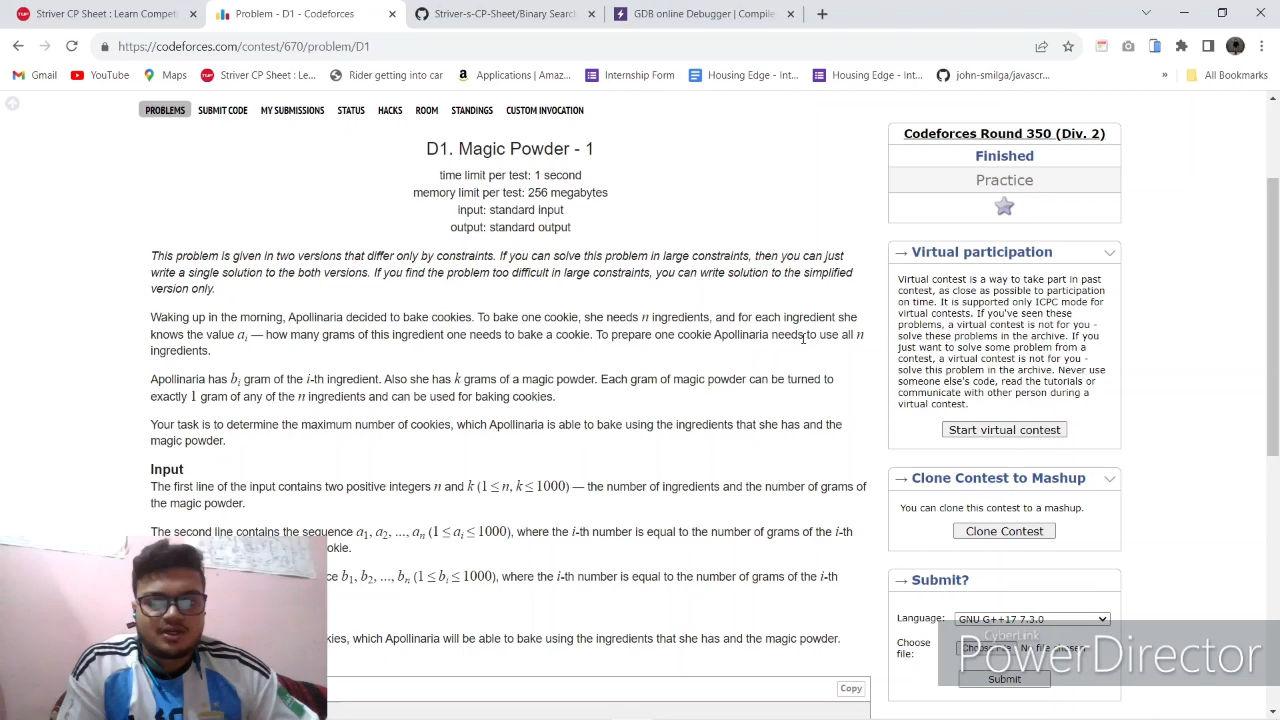 TUF Striver CP Sheet : Learn Competi
Problem - D1 - Codeforces
Striver-s-CP-Sheet/Binary Search
GDB online Debugger | Compile
https://codeforces.com/contest/670/problem/D1
Gmail
YouTube
Maps
TUF Striver CP Sheet : Le...
Rider getting into car
Applications | Amaz...
Internship Form
Housing Edge - Int...
Housing Edge - Int...
john-smilga/javascr...
»
All Bookmarks
PROBLEMS SUBMIT CODE MY SUBMISSIONS STATUS HACKS ROOM STANDINGS CUSTOM INVOCATION
D1. Magic Powder - 1
time limit per test: 1 second
memory limit per test: 256 megabytes
input: standard input
output: standard output
This problem is given in two versions that differ only by constraints. If you can solve this problem in large constraints, then you can just
write a single solution to the both versions. If you find the problem too difficult in large constraints, you can write solution to the simplified
version only.
Waking up in the morning, Apollinaria decided to bake cookies. To bake one cookie, she needs n ingredients, and for each ingredient she
knows the value ai — how many grams of this ingredient one needs to bake a cookie. To prepare one cookie Apollinaria needs to use all n
ingredients.
Apollinaria has bi gram of the i-th ingredient. Also she has k grams of a magic powder. Each gram of magic powder can be turned to
exactly 1 gram of any of the n ingredients and can be used for baking cookies.
Your task is to determine the maximum number of cookies, which Apollinaria is able to bake using the ingredients that she has and the
magic powder.
Input
The first line of the input contains two positive integers n and k (1 ≤ n, k ≤ 1000) — the number of ingredients and the number of grams of
the magic powder.
The second line contains the sequence a1, a2, ..., an (1 ≤ ai ≤ 1000), where the i-th number is equal to the number of grams of the i-th
okie.
ce b1, b2, ..., bn (1 ≤ bi ≤ 1000), where the i-th number is equal to the number of grams of the i-th
kies, which Apollinaria will be able to bake using the ingredients that she has and the magic powder.
Copy
Codeforces Round 350 (Div. 2)
Finished
Practice
→ Virtual participation
Virtual contest is a way to take part in past
contest, as close as possible to participation
on time. It is supported only ICPC mode for
virtual contests. If you've seen these
problems, a virtual contest is not for you -
solve these problems in the archive. If you
just want to solve some problem from a
contest, a virtual contest is not for you -
solve this problem in the archive. Never use
someone else's code, read the tutorials or
communicate with other person during a
virtual contest.
Start virtual contest
→ Clone Contest to Mashup
You can clone this contest to a mashup.
Clone Contest
→ Submit?
Language: GNU G++17 7.3.0
Choose
file:
Choose File No file chosen
Submit
CyberLink
PowerDirector